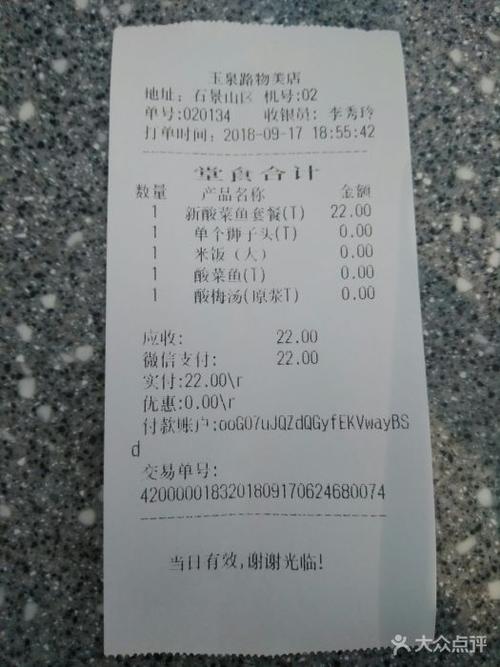 玉泉路物美店
地址: 石景山区 机号:02
单号:020134 收银员: 李秀玲
打单时间: 2018-09-17 18:55:42
堂食合计
数量 产品名称 金额
1 新酸菜鱼套餐(T) 22.00
1 单个狮子头(T) 0.00
1 米饭（大） 0.00
1 酸菜鱼(T) 0.00
1 酸梅汤(原浆T) 0.00
应收: 22.00
微信支付: 22.00
实付:22.00\r
优惠:0.00\r
付款账户:ooG07uJQZdQGyfEKVwayBS
d
交易单号:
4200000183201809170624680074
当日有效,谢谢光临!
大众点评